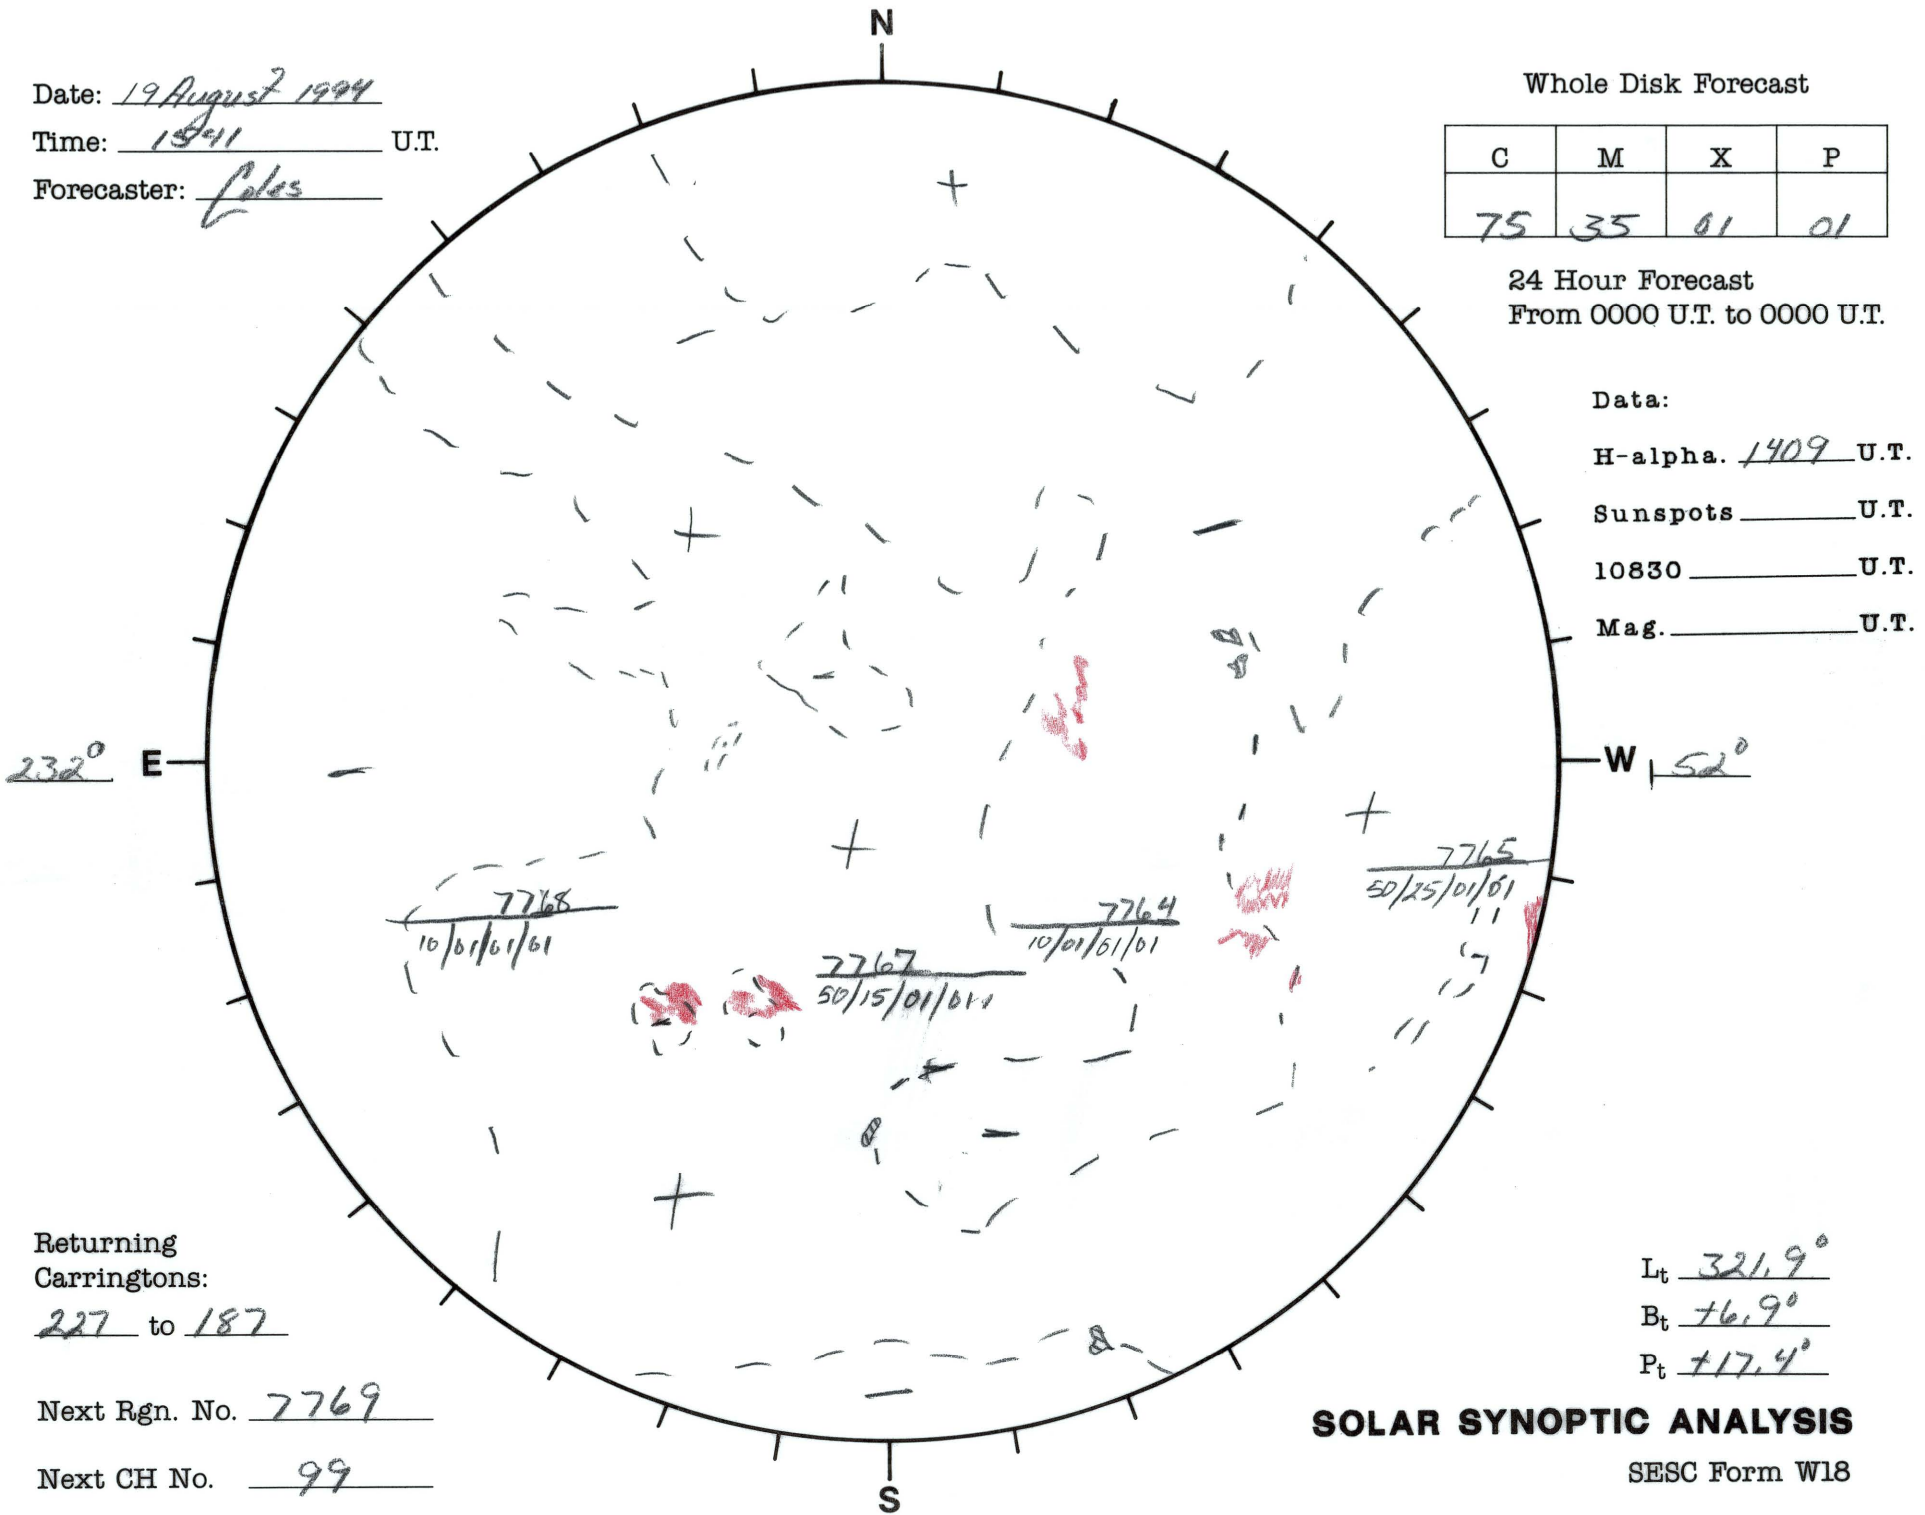 N
Date: 19 August 1994
Time: 1541 U.T.
Forecaster: Coles
Whole Disk Forecast
C M X P
75 35 01 01
24 Hour Forecast
From 0000 U.T. to 0000 U.T.
Data:
H-alpha. 1409 U.T.
Sunspots U.T.
10830 U.T.
Mag. U.T.
232° E
W 52°
7765
50/25/01/01
7768
10/01/01/01
7764
10/01/01/01
7767
50/15/01/01
Returning
Carringtons:
227 to 187
Next Rgn. No. 7769
Next CH No. 99
Lt 321.9°
Bt +6.9°
Pt +17.4°
SOLAR SYNOPTIC ANALYSIS
SESC Form W18
S